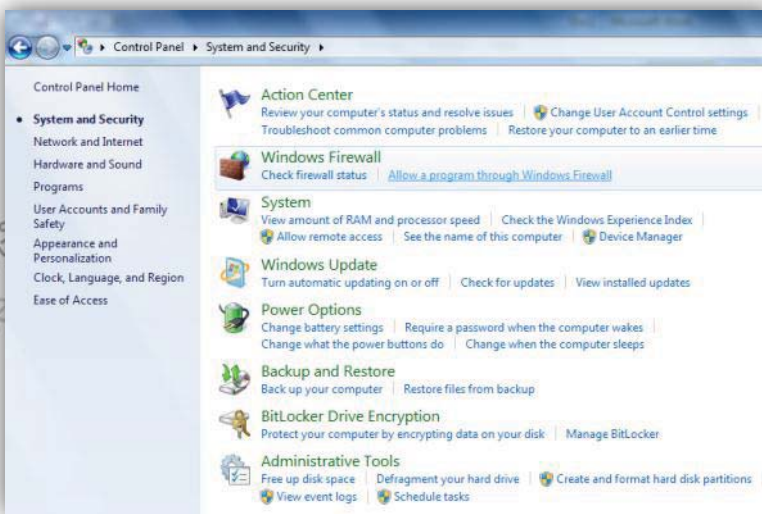 Control Panel ▸ System and Security ▸
Control Panel Home
System and Security
Network and Internet
Hardware and Sound
Programs
User Accounts and Family
Safety
Appearance and
Personalization
Clock, Language, and Region
Ease of Access
Action Center
Review your computer's status and resolve issues | Change User Account Control settings |
Troubleshoot common computer problems | Restore your computer to an earlier time
Windows Firewall
Check firewall status | Allow a program through Windows Firewall
System
View amount of RAM and processor speed | Check the Windows Experience Index |
Allow remote access | See the name of this computer | Device Manager
Windows Update
Turn automatic updating on or off | Check for updates | View installed updates
Power Options
Change battery settings | Require a password when the computer wakes |
Change what the power buttons do | Change when the computer sleeps
Backup and Restore
Back up your computer | Restore files from backup
BitLocker Drive Encryption
Protect your computer by encrypting data on your disk | Manage BitLocker
Administrative Tools
Free up disk space | Defragment your hard drive | Create and format hard disk partitions
View event logs | Schedule tasks